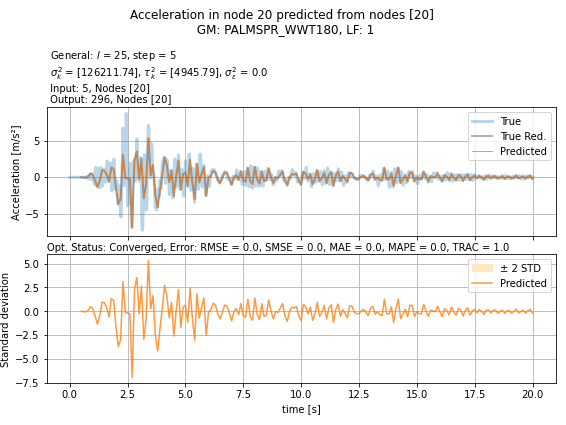 Acceleration in node 20 predicted from nodes [20]
GM: PALMSPR_WWT180, LF: 1
General: l = 25, step = 5
σ²ₖ = [126211.74], τ²ₖ = [4945.79], σ²ₑ = 0.0
Input: 5, Nodes [20]
Output: 296, Nodes [20]
Acceleration [m/s²]
5
0
−5
True
True Red.
Predicted
Opt. Status: Converged, Error: RMSE = 0.0, SMSE = 0.0, MAE = 0.0, MAPE = 0.0, TRAC = 1.0
Standard deviation
5.0
2.5
0.0
−2.5
−5.0
−7.5
± 2 STD
Predicted
0.0 2.5 5.0 7.5 10.0 12.5 15.0 17.5 20.0
time [s]